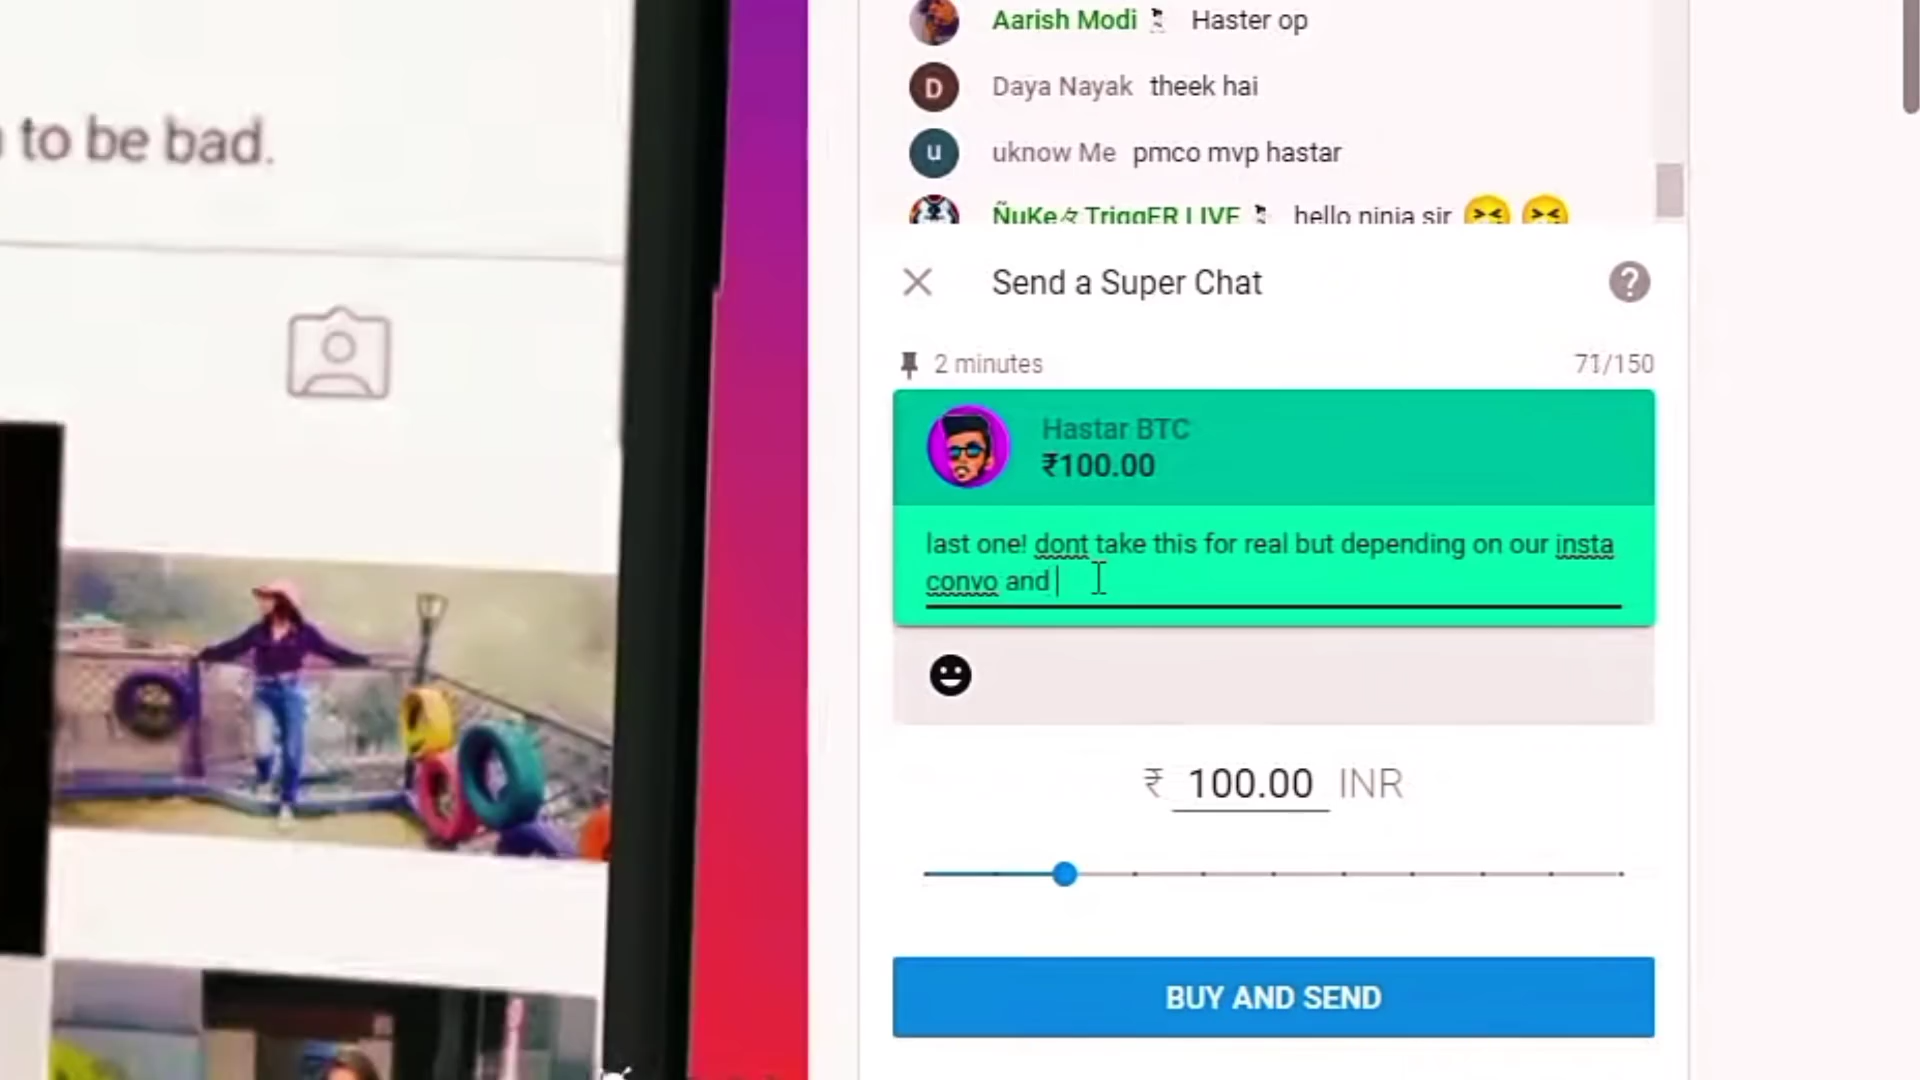 to be bad.
Aarish Modi Haster op
D Daya Nayak theek hai
u uknow Me pmco mvp hastar
ÑuKe々TriggER LIVE hello ninja sir
Send a Super Chat
?
2 minutes 71/150
Hastar BTC
₹100.00
last one! dont take this for real but depending on our insta
convo and
₹ 100.00 INR
BUY AND SEND